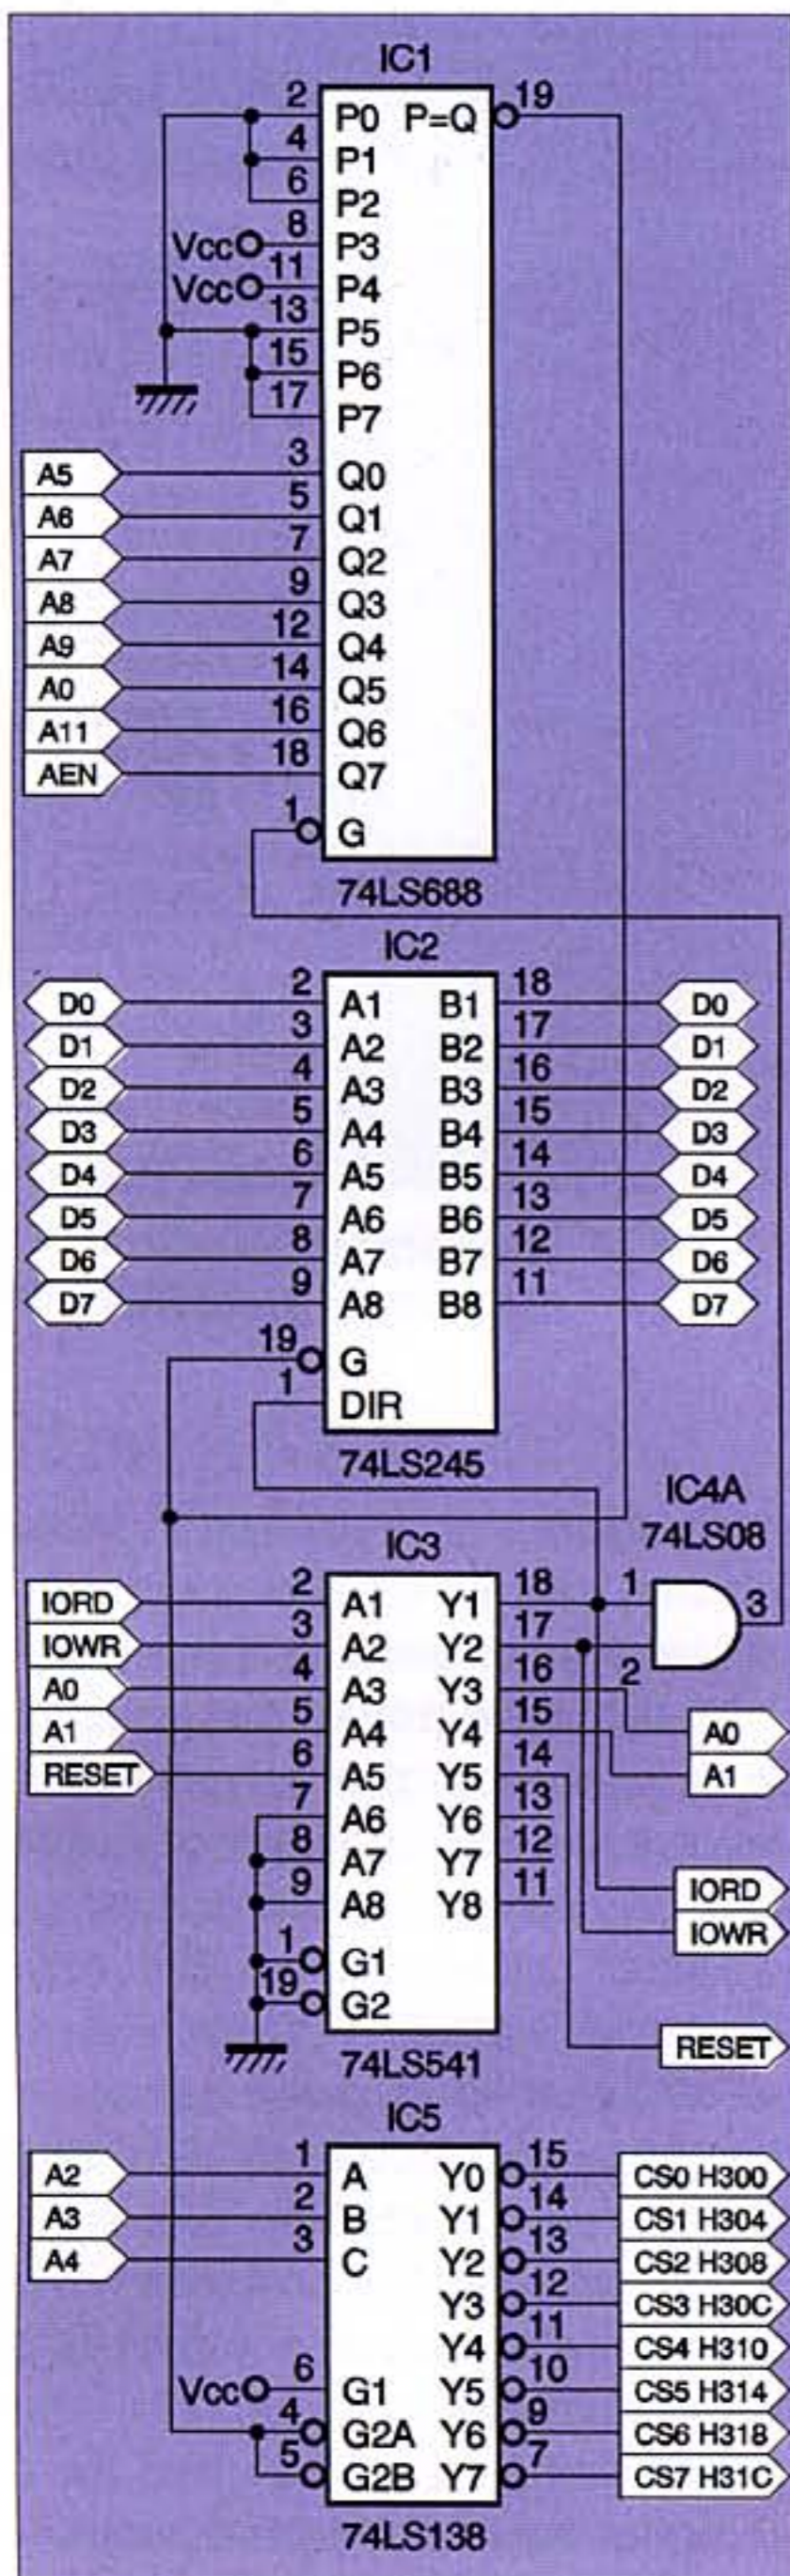 IC1
2 P0 P=Q 19
4 P1
6 P2
Vcc 8 P3
Vcc 11 P4
13 P5
15 P6
17 P7
A5 3 Q0
A6 5 Q1
A7 7 Q2
A8 9 Q3
A9 12 Q4
A0 14 Q5
A11 16 Q6
AEN 18 Q7
1 G
74LS688
IC2
D0 2 A1 B1 18 D0
D1 3 A2 B2 17 D1
D2 4 A3 B3 16 D2
D3 5 A4 B4 15 D3
D4 6 A5 B5 14 D4
D5 7 A6 B6 13 D5
D6 8 A7 B7 12 D6
D7 9 A8 B8 11 D7
19 G
1 DIR
74LS245
IC4A
74LS08
IC3
IORD 2 A1 Y1 18 1 3
IOWR 3 A2 Y2 17 2
A0 4 A3 Y3 16 A0
A1 5 A4 Y4 15 A1
RESET 6 A5 Y5 14
7 A6 Y6 13
8 A7 Y7 12
9 A8 Y8 11
IORD
IOWR
1 G1
19 G2
RESET
74LS541
IC5
A2 1 A Y0 15 CS0 H300
A3 2 B Y1 14 CS1 H304
A4 3 C Y2 13 CS2 H308
Y3 12 CS3 H30C
Y4 11 CS4 H310
Vcc 6 G1 Y5 10 CS5 H314
4 G2A Y6 9 CS6 H318
5 G2B Y7 7 CS7 H31C
74LS138